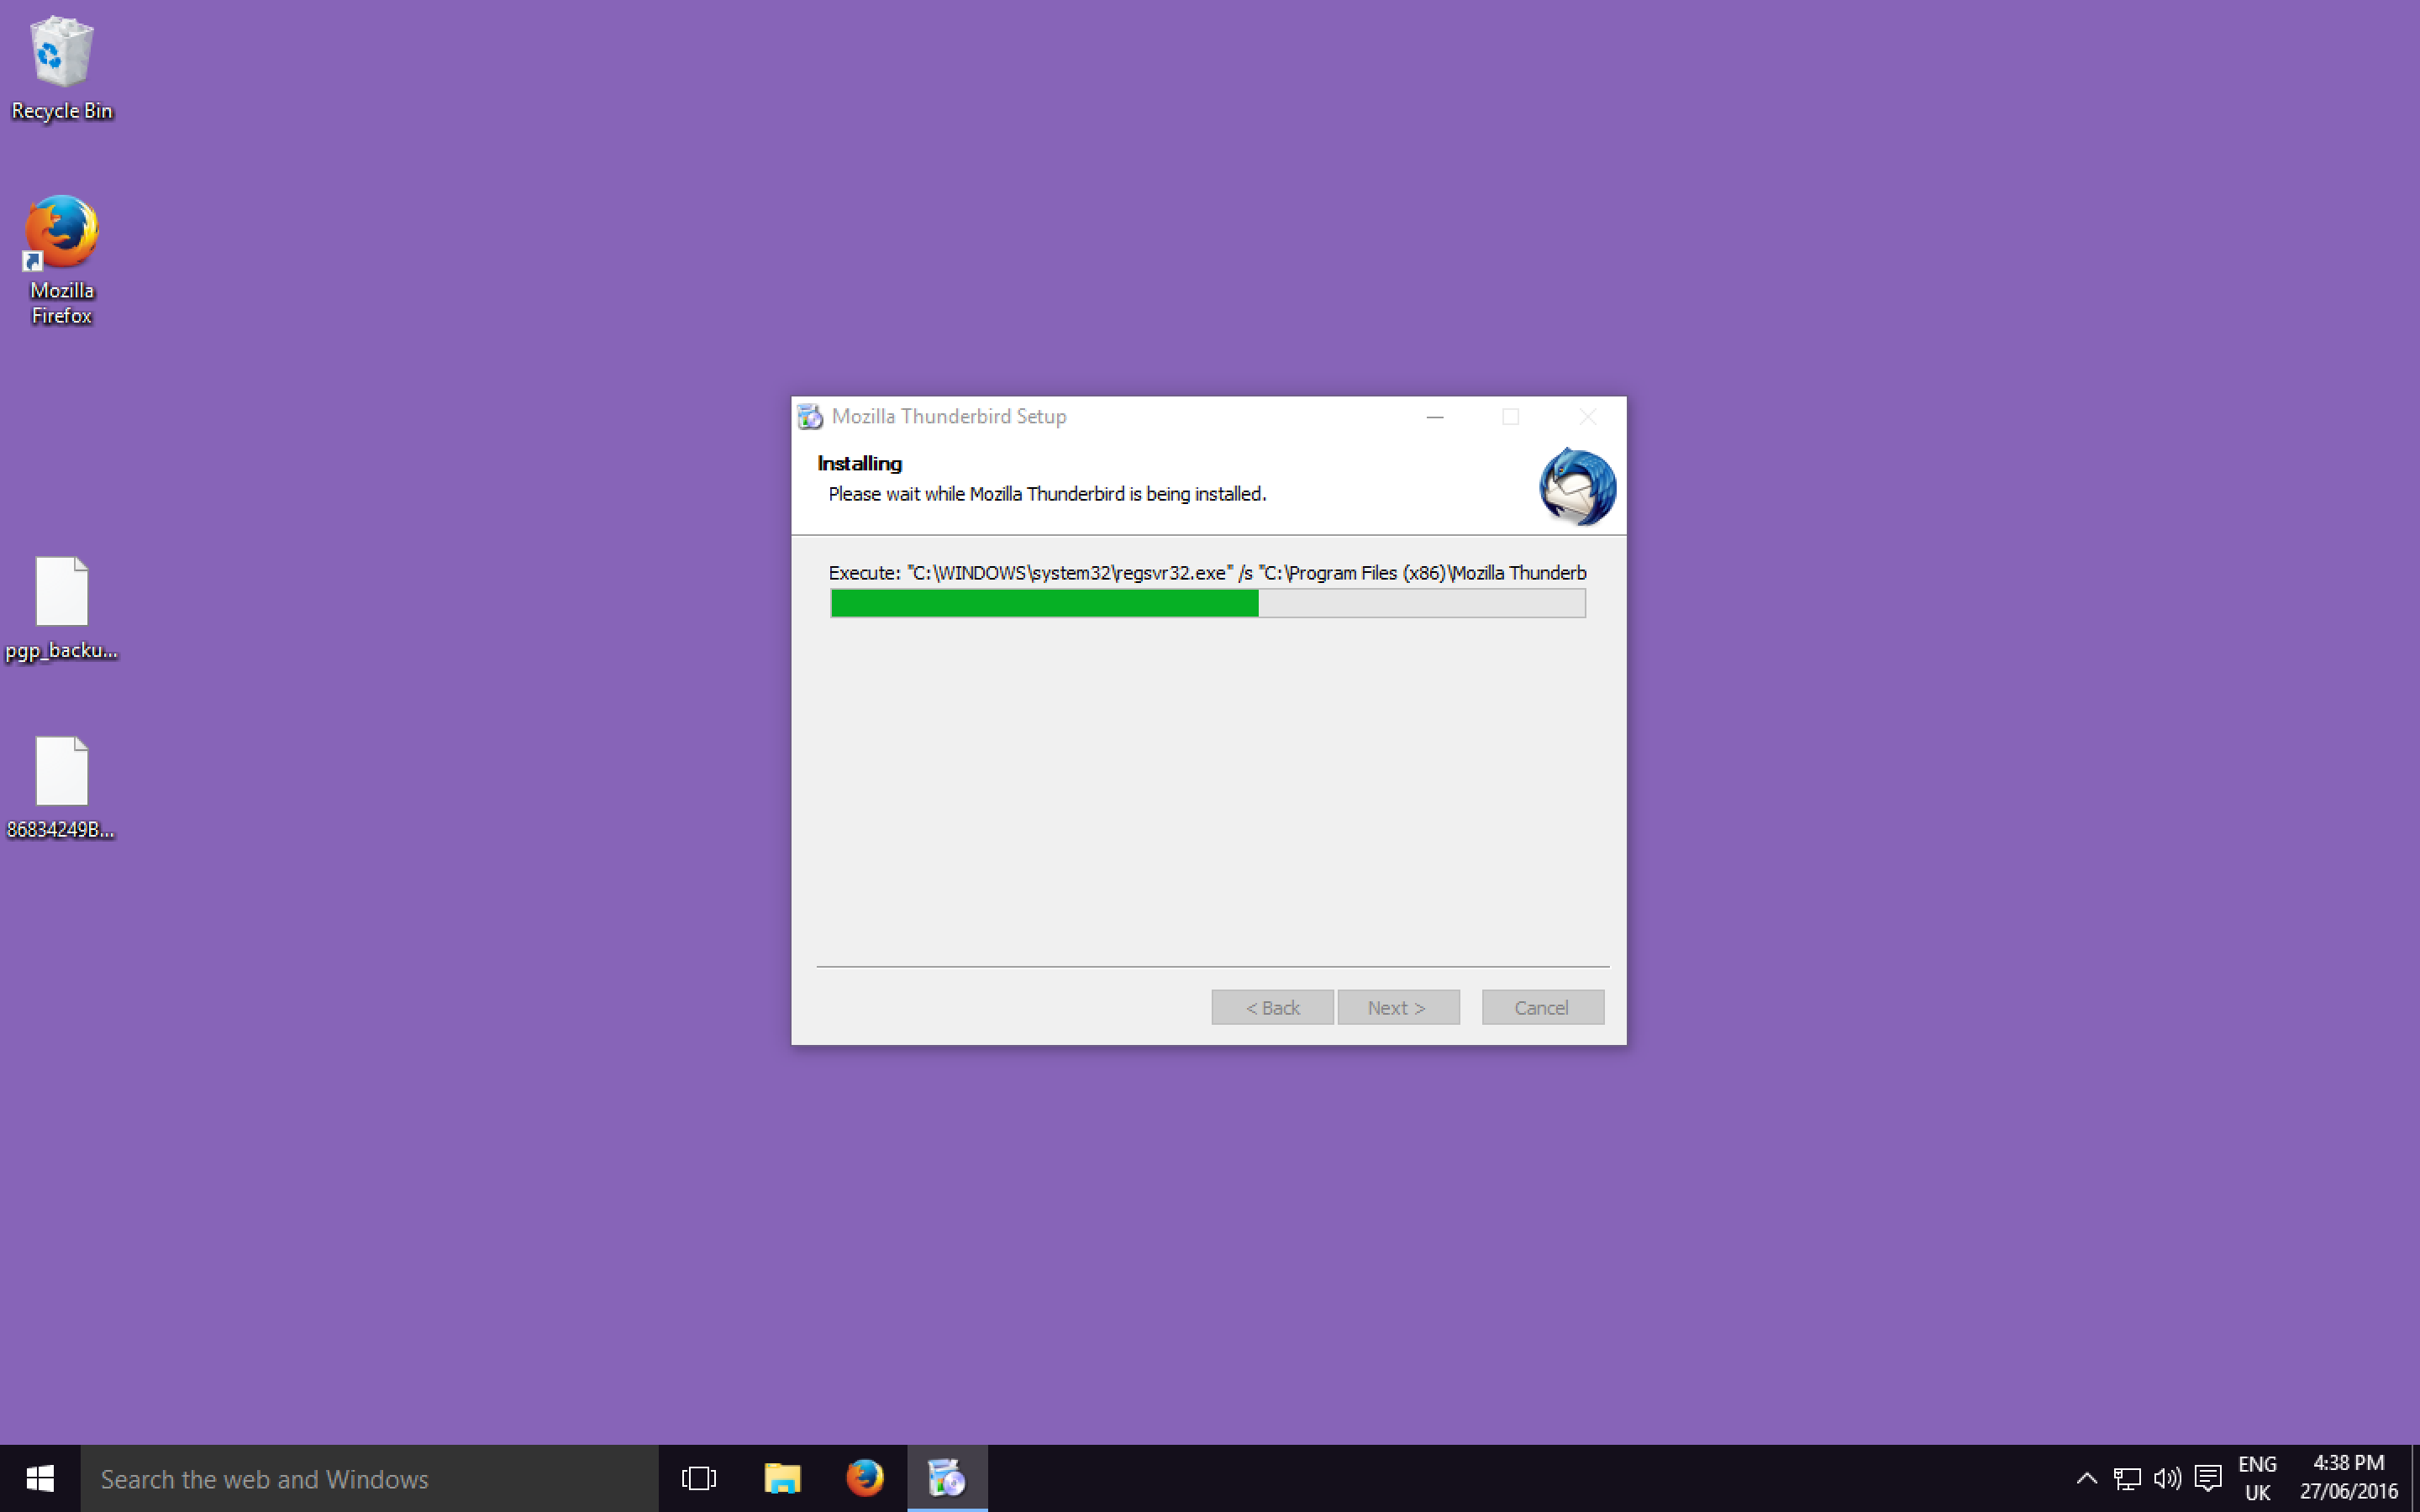 Recycle Bin
Mozilla
Firefox
pgp_backu...
86834249B...
Mozilla Thunderbird Setup
Installing
Please wait while Mozilla Thunderbird is being installed.
Execute: "C:\WINDOWS\system32\regsvr32.exe" /s "C:\Program Files (x86)\Mozilla Thunderb
< Back
Next >
Cancel
Search the web and Windows
ENG
UK
4:38 PM
27/06/2016